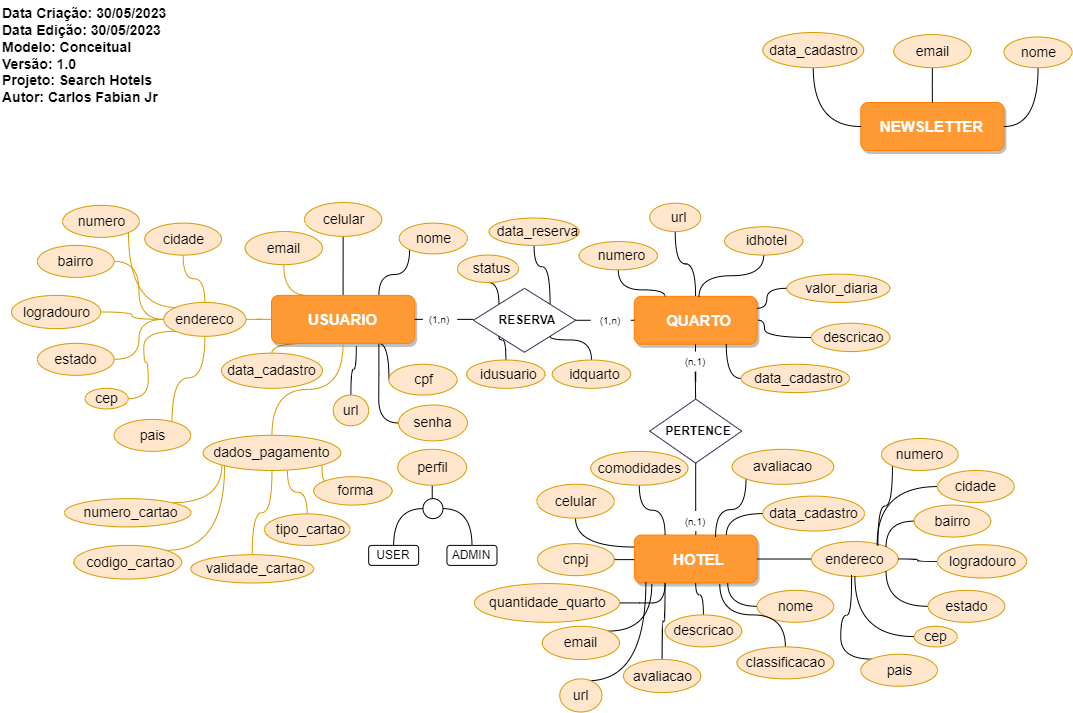 Data Criação: 30/05/2023
Data Edição: 30/05/2023
Modelo: Conceitual
Versão: 1.0
Projeto: Search Hotels
Autor: Carlos Fabian Jr
data_cadastro
email
nome
NEWSLETTER
numero
cidade
bairro
logradouro
endereco
estado
cep
pais
celular
email
nome
USUARIO
data_cadastro
url
cpf
senha
dados_pagamento
numero_cartao
codigo_cartao
validade_cartao
tipo_cartao
forma
perfil
USER
ADMIN
(1,n)
data_reserva
status
RESERVA
idusuario
idquarto
(1,n)
url
numero
idhotel
valor_diaria
QUARTO
descricao
data_cadastro
(n,1)
PERTENCE
(n,1)
comodidades
avaliacao
celular
data_cadastro
cnpj
HOTEL
quantidade_quarto
email
url
avaliacao
descricao
nome
classificacao
endereco
numero
cidade
bairro
logradouro
estado
cep
pais